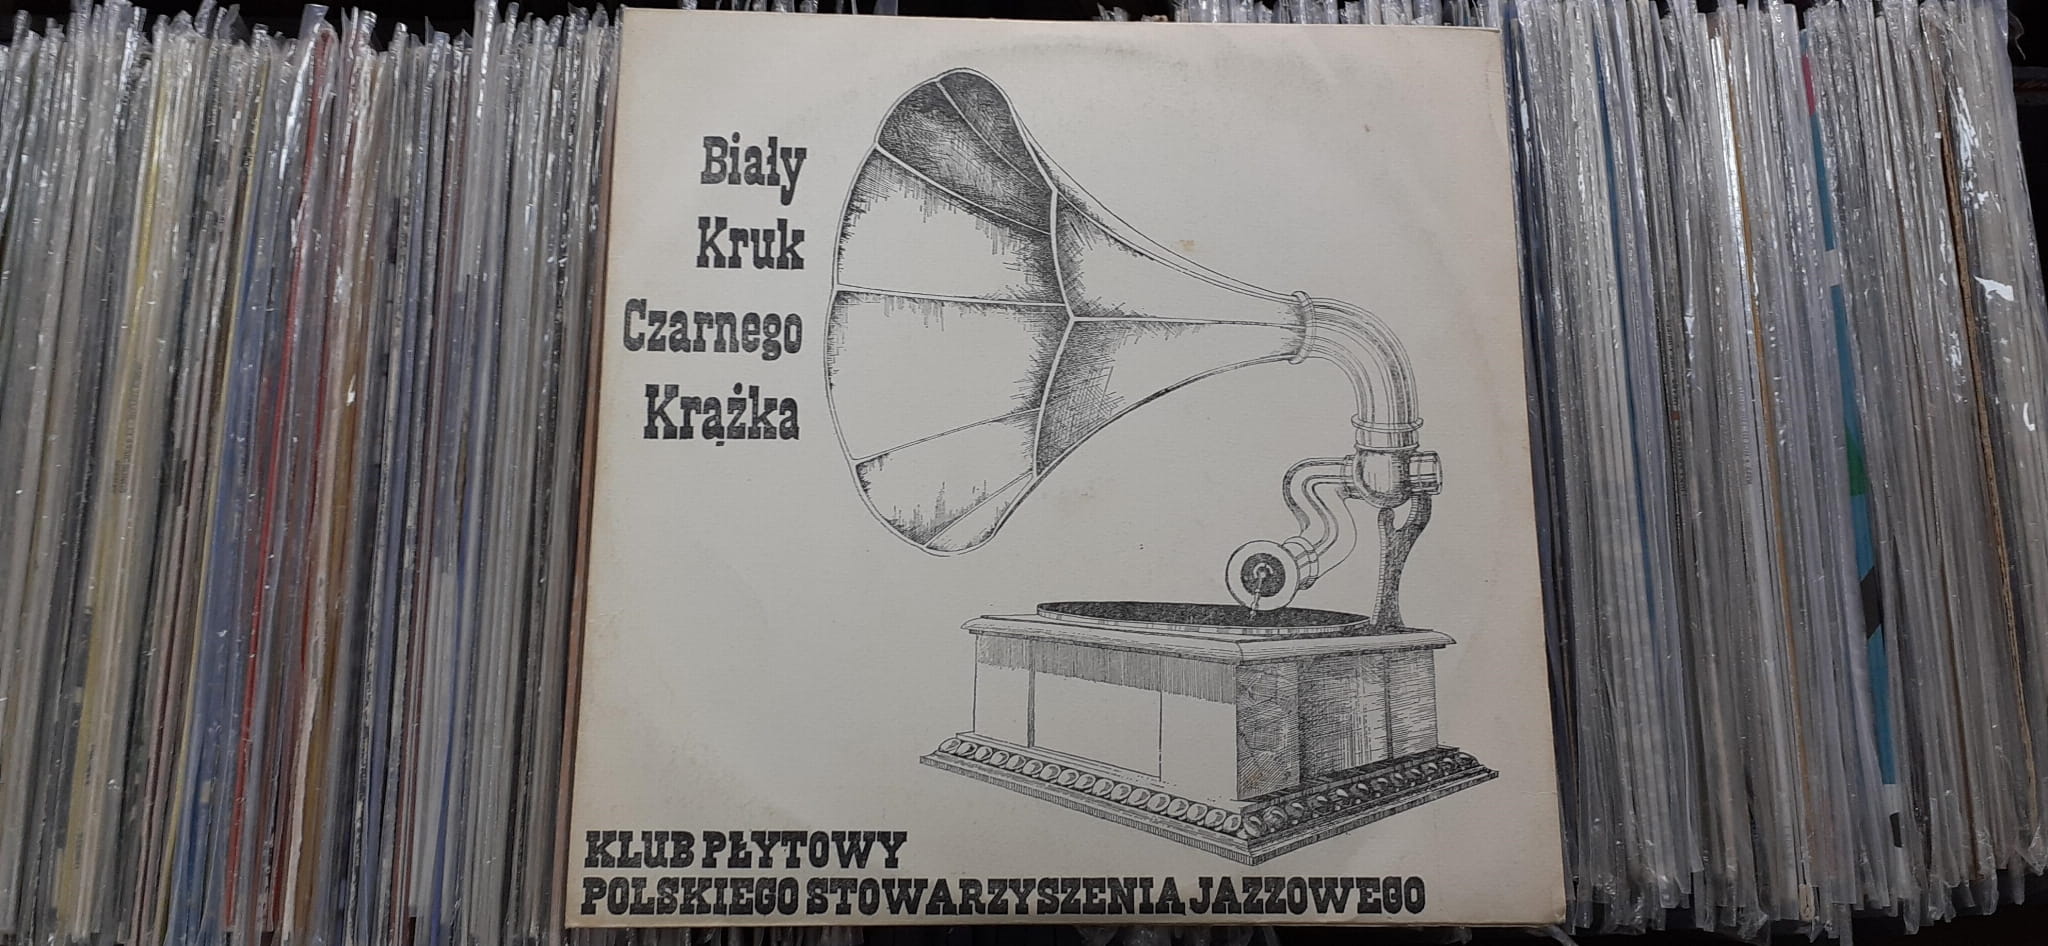 Biały
Kruk
Czarnego
Krążka
KLUB PŁYTOWY
POLSKIEGO STOWARZYSZENIA JAZZOWEGO